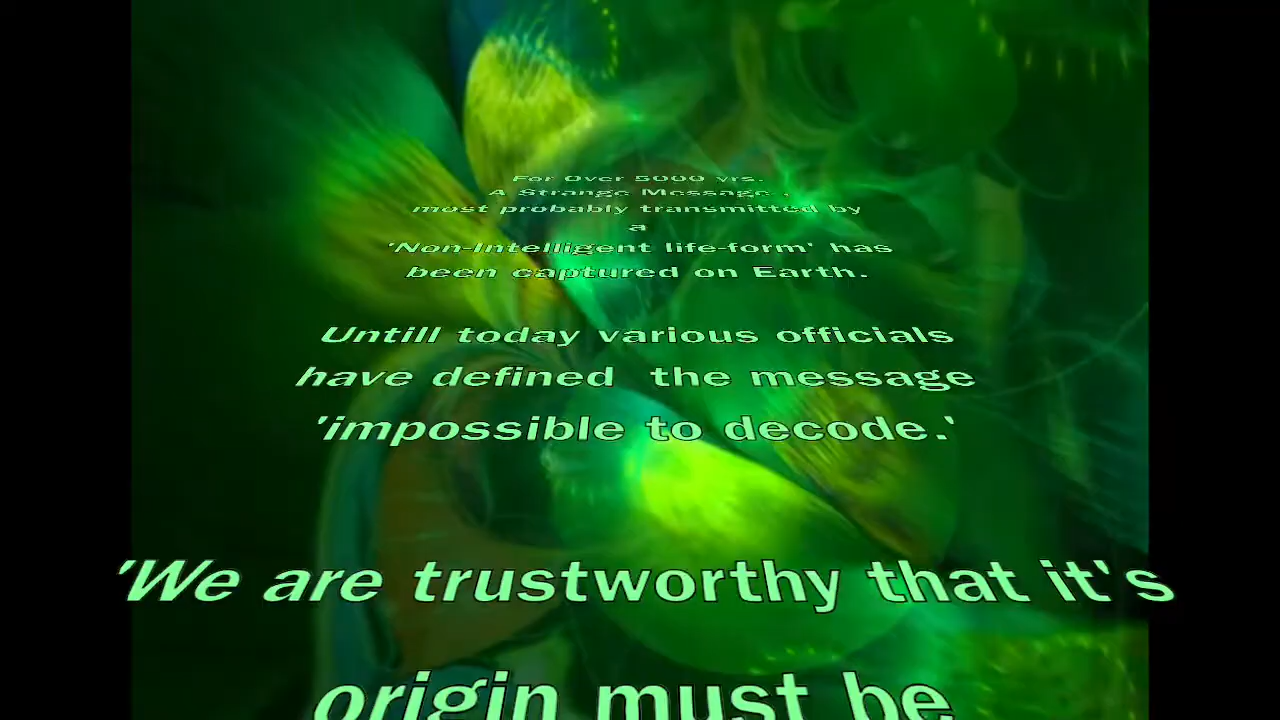 For Over 5000 yrs.
A Strange Message ,
most probably transmitted by
a
'Non-Intelligent life-form' has
been captured on Earth.
Untill today various officials
have defined the message
'impossible to decode.'
'We are trustworthy that it's
origin must be